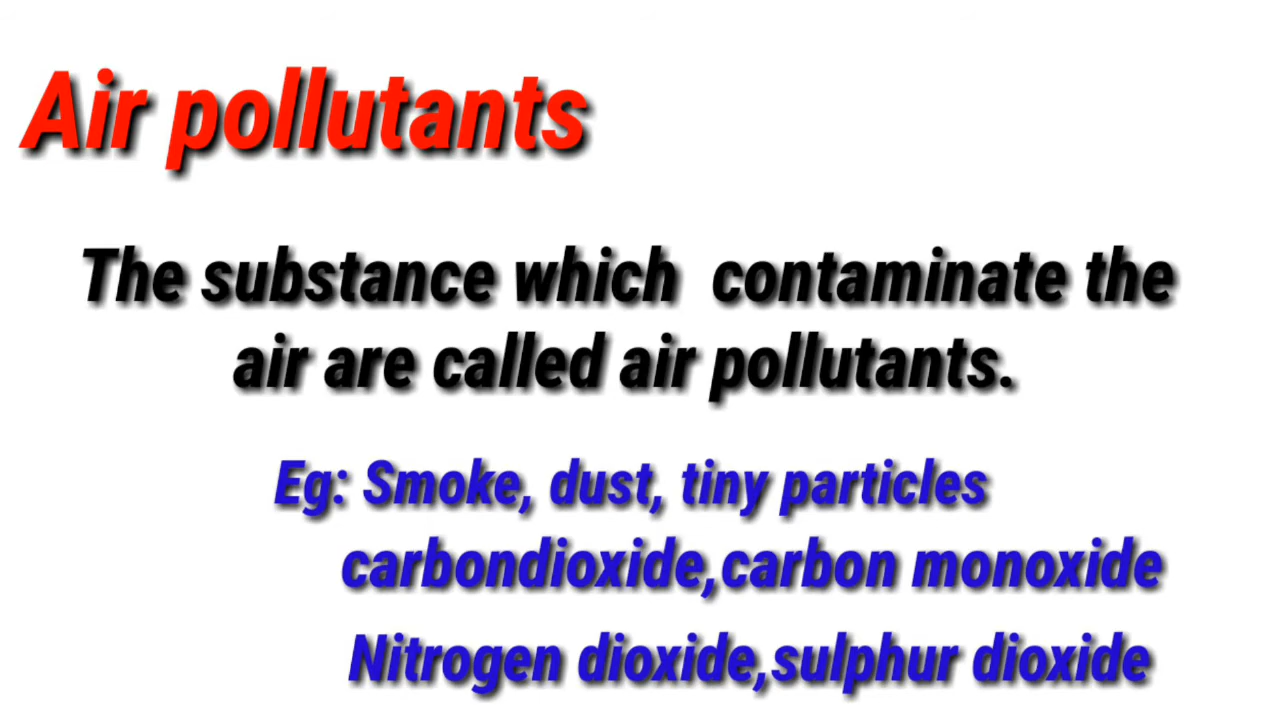 Air pollutants
The substance which contaminate the
air are called air pollutants.
Eg: Smoke, dust, tiny particles
carbondioxide,carbon monoxide
Nitrogen dioxide,sulphur dioxide